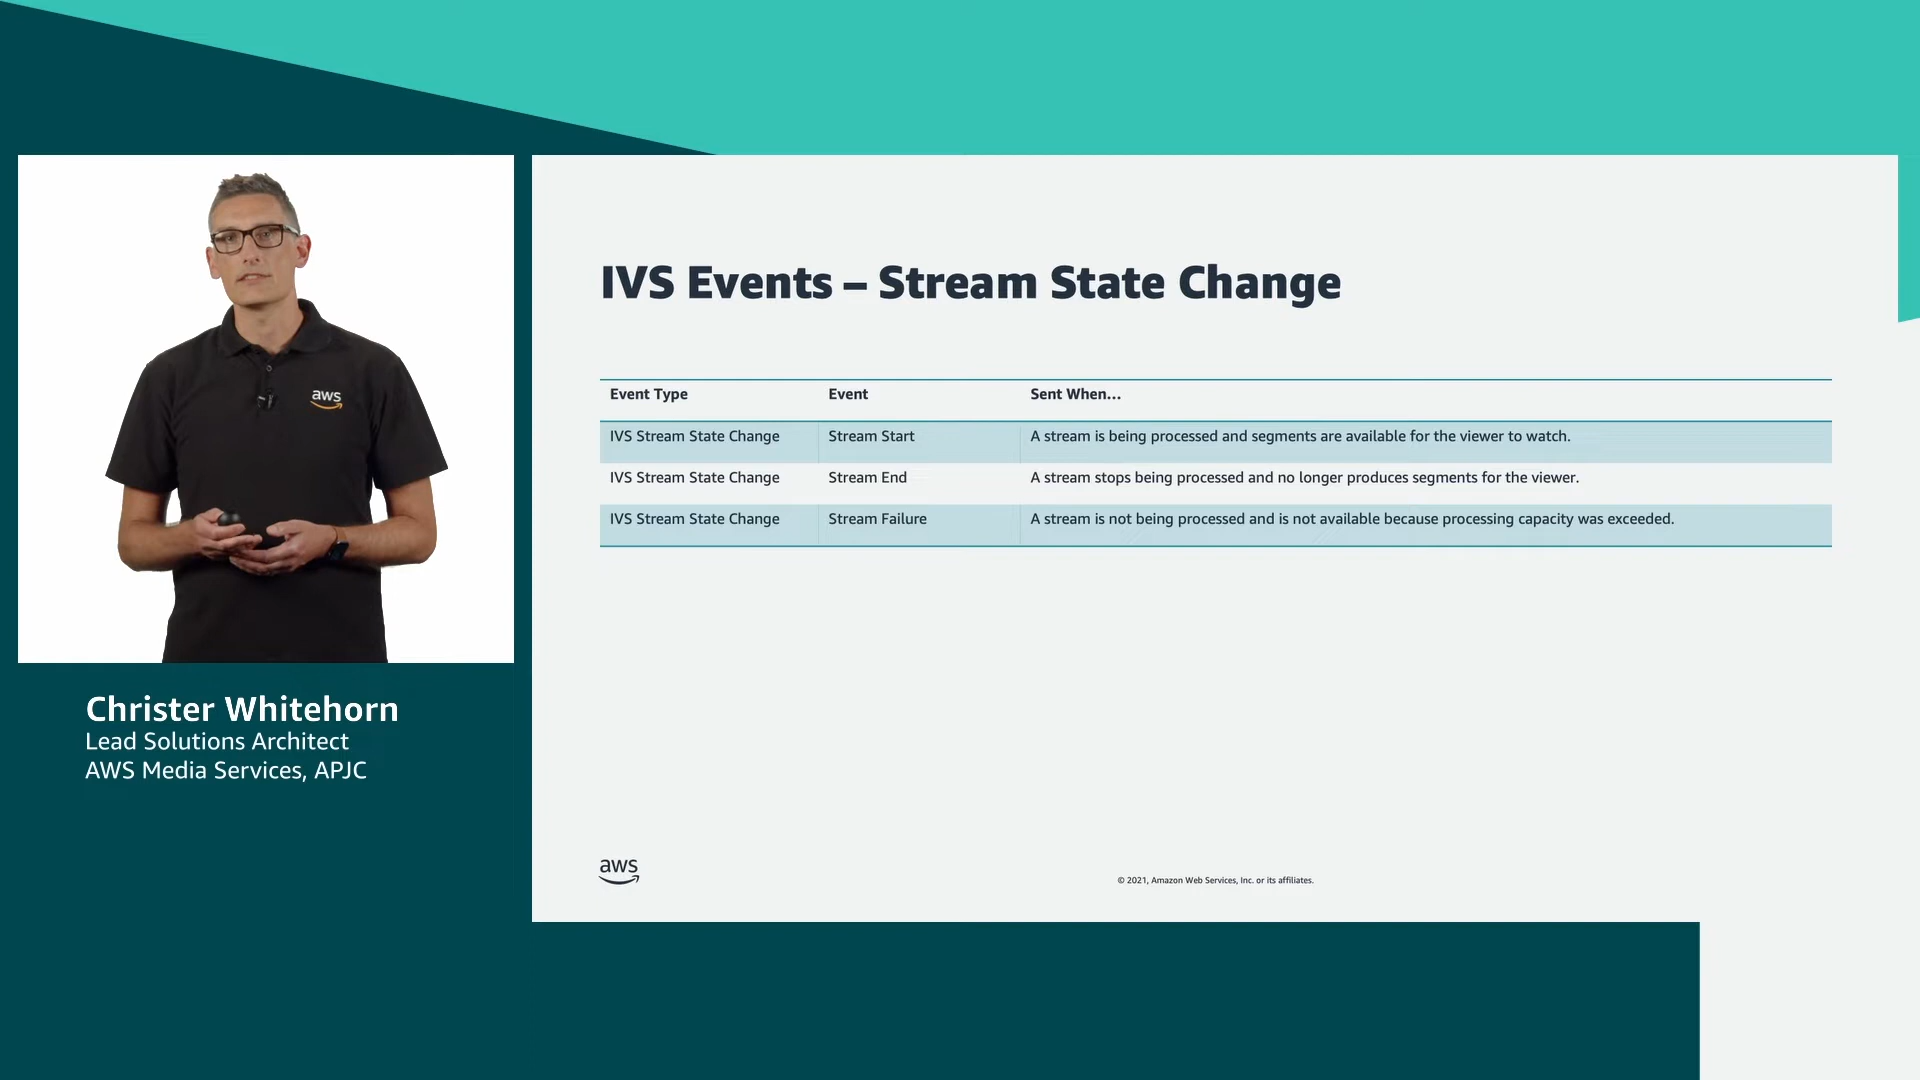 aws
Christer Whitehorn
Lead Solutions Architect
AWS Media Services, APJC
IVS Events – Stream State Change
Event Type Event Sent When...
IVS Stream State Change Stream Start A stream is being processed and segments are available for the viewer to watch.
IVS Stream State Change Stream End A stream stops being processed and no longer produces segments for the viewer.
IVS Stream State Change Stream Failure A stream is not being processed and is not available because processing capacity was exceeded.
aws
© 2021, Amazon Web Services, Inc. or its affiliates.